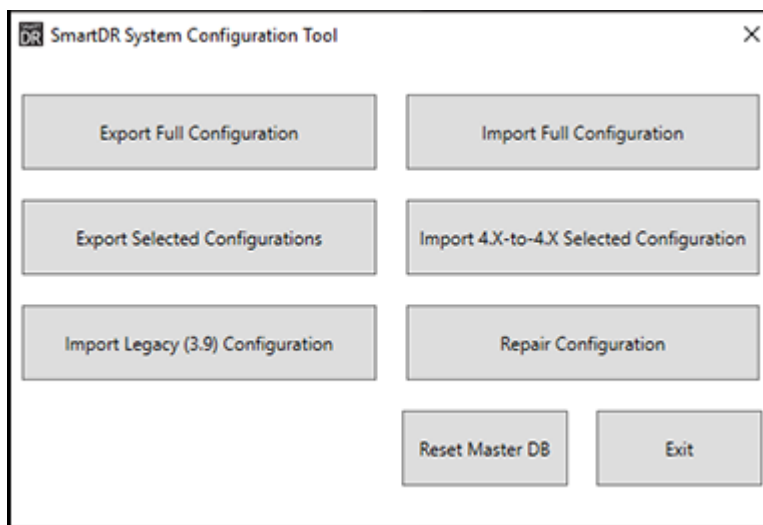 DR SmartDR System Configuration Tool
Export Full Configuration
Import Full Configuration
Export Selected Configurations
Import 4.X-to-4.X Selected Configuration
Import Legacy (3.9) Configuration
Repair Configuration
Reset Master DB
Exit